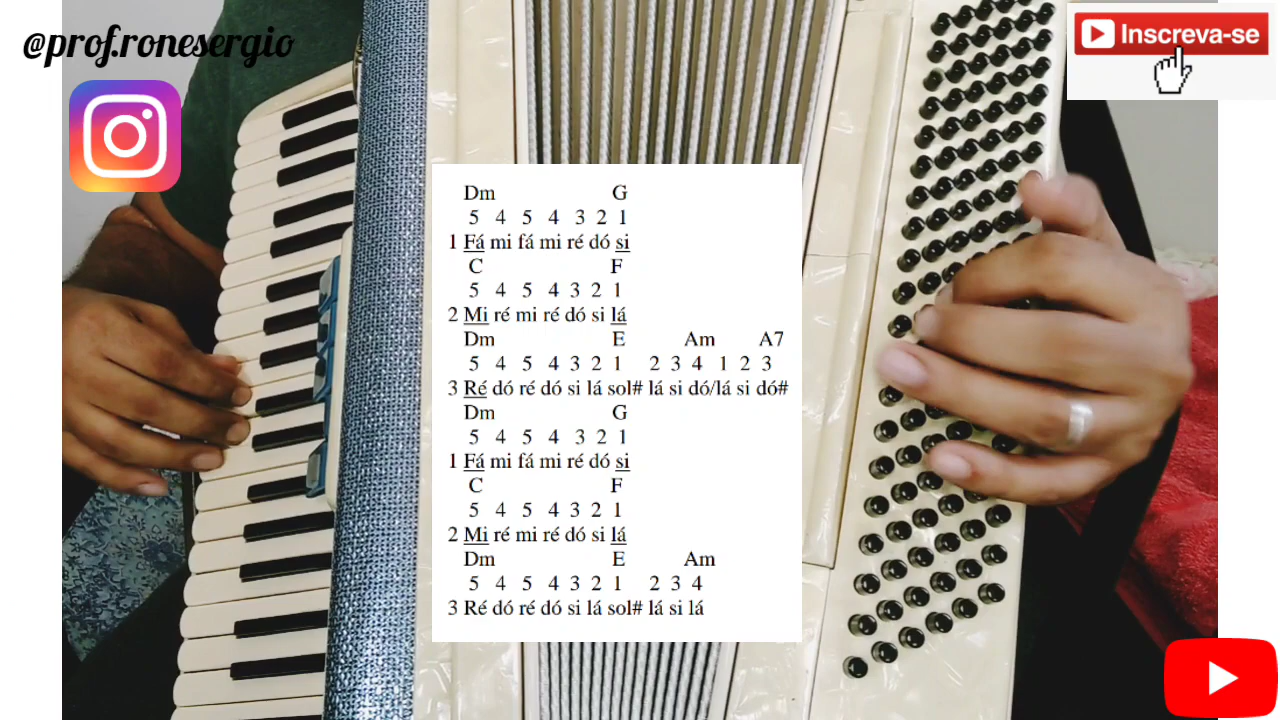 @prof.ronesergio
Inscreva-se
Dm G
5 4 5 4 3 2 1
1 Fá mi fá mi ré dó si
C F
5 4 5 4 3 2 1
2 Mi ré mi ré dó si lá
Dm E Am A7
5 4 5 4 3 2 1 2 3 4 1 2 3
3 Ré dó ré dó si lá sol# lá si dó/lá si dó#
Dm G
5 4 5 4 3 2 1
1 Fá mi fá mi ré dó si
C F
5 4 5 4 3 2 1
2 Mi ré mi ré dó si lá
Dm E Am
5 4 5 4 3 2 1 2 3 4
3 Ré dó ré dó si lá sol# lá si lá